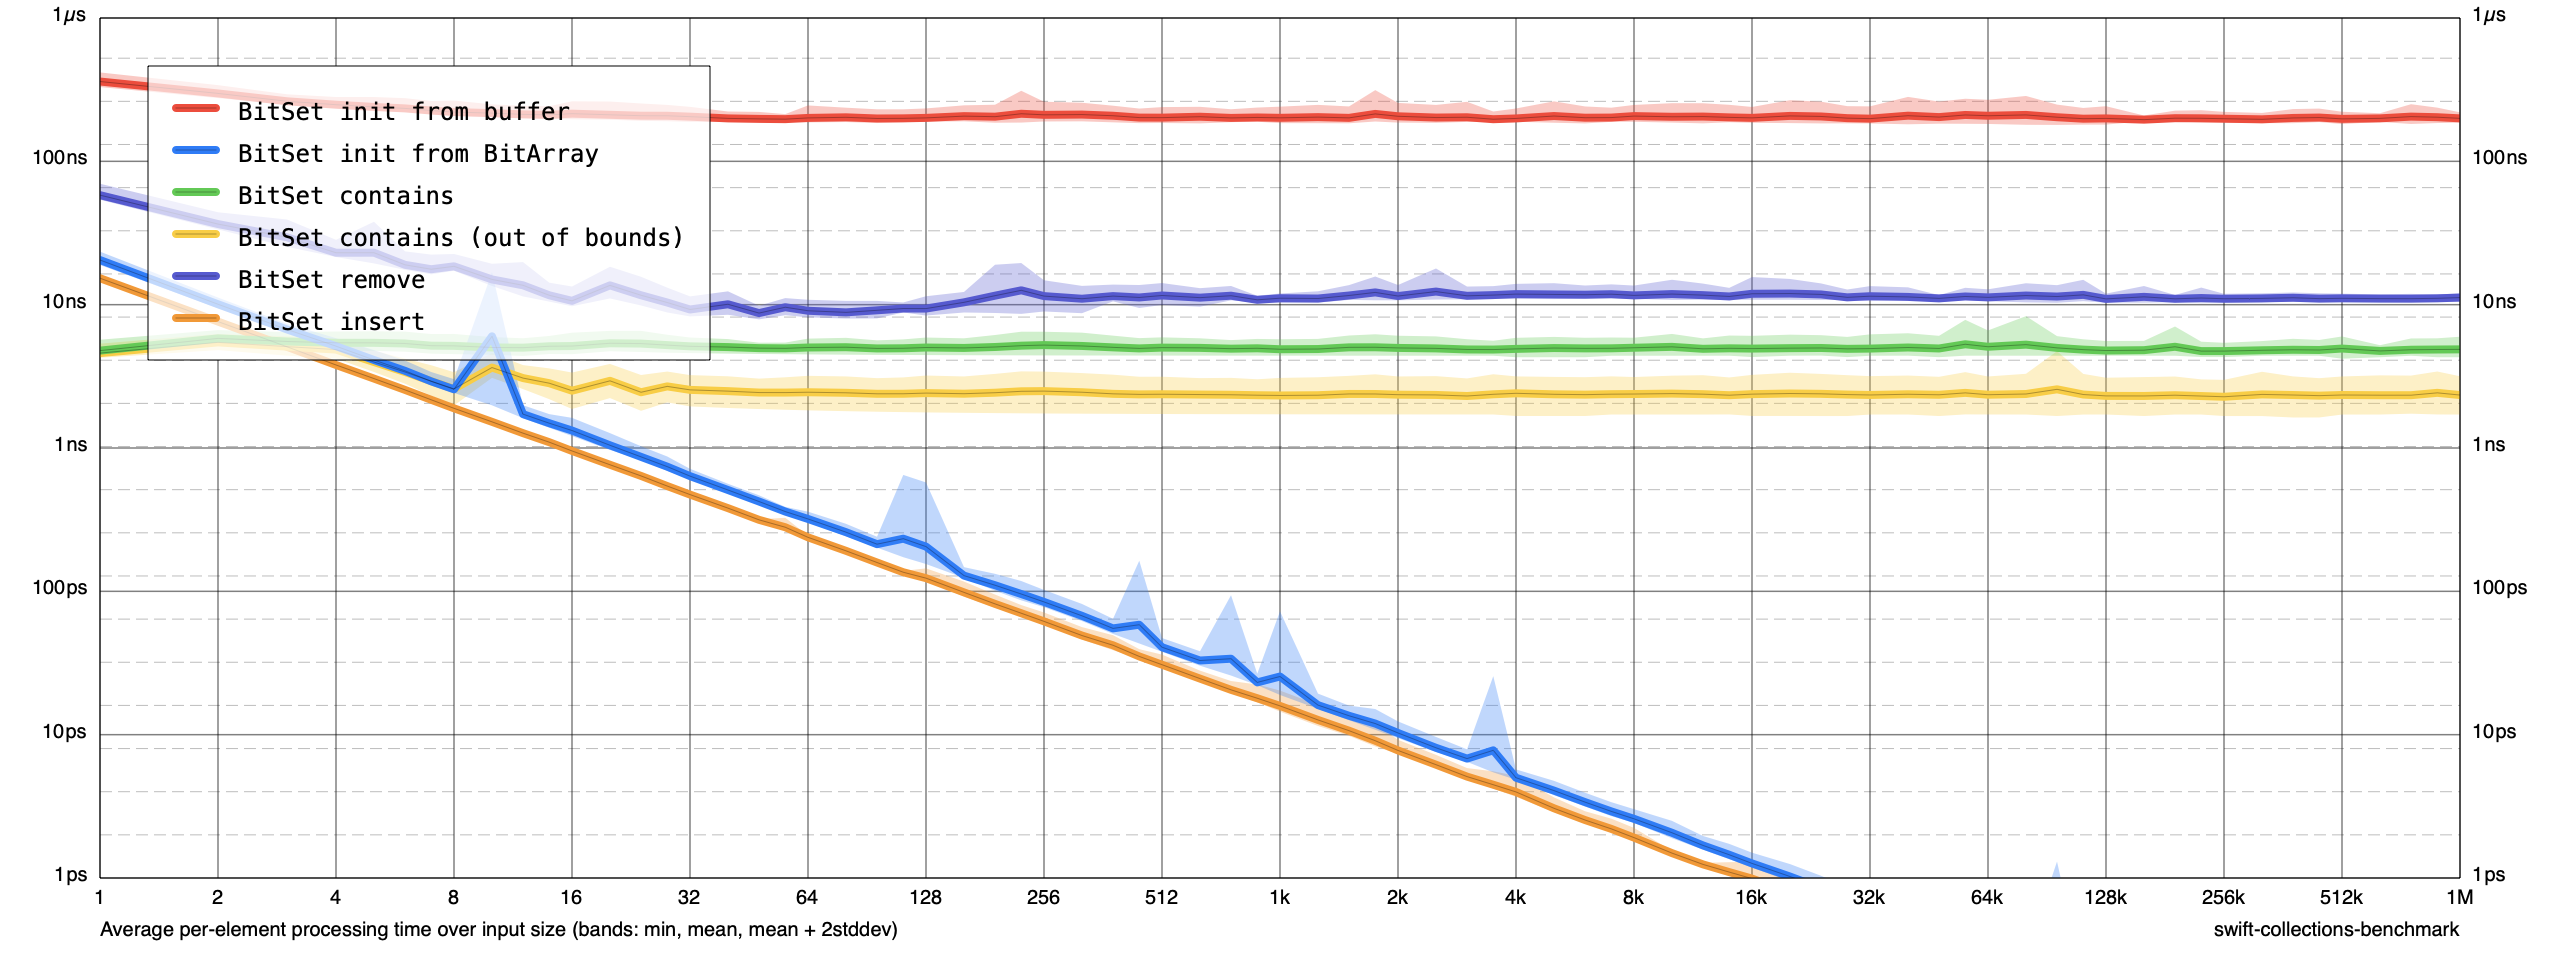 1µs
1µs
BitSet init from buffer
BitSet init from BitArray
100ns
100ns
BitSet contains
BitSet contains (out of bounds)
BitSet remove
10ns
10ns
BitSet insert
1ns
1ns
100ps
100ps
10ps
10ps
1ps
1ps
1 2 4 8 16 32 64 128 256 512 1k 2k 4k 8k 16k 32k 64k 128k 256k 512k 1M
Average per-element processing time over input size (bands: min, mean, mean + 2stddev)
swift-collections-benchmark